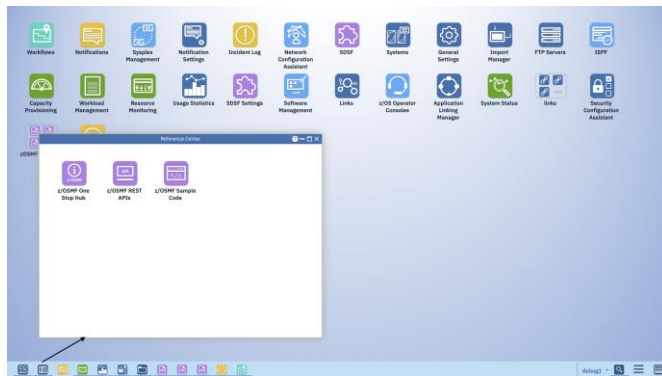 Workflows
Notifications
Sysplex
Management
Notification
Settings
Incident Log
Network
Configuration
Assistant
SDSF
Systems
General
Settings
Import
Manager
FTP Servers
ISPF
Capacity
Provisioning
Workload
Management
Resource
Monitoring
Usage Statistics
SDSF Settings
Software
Management
Links
z/OS Operator
Consoles
Application
Linking
Manager
System Status
links
Security
Configuration
Assistant
zOSMF
Reference Center
z/OSMF One
Stop Hub
z/OSMF REST
APIs
z/OSMF Sample
Code
debug1